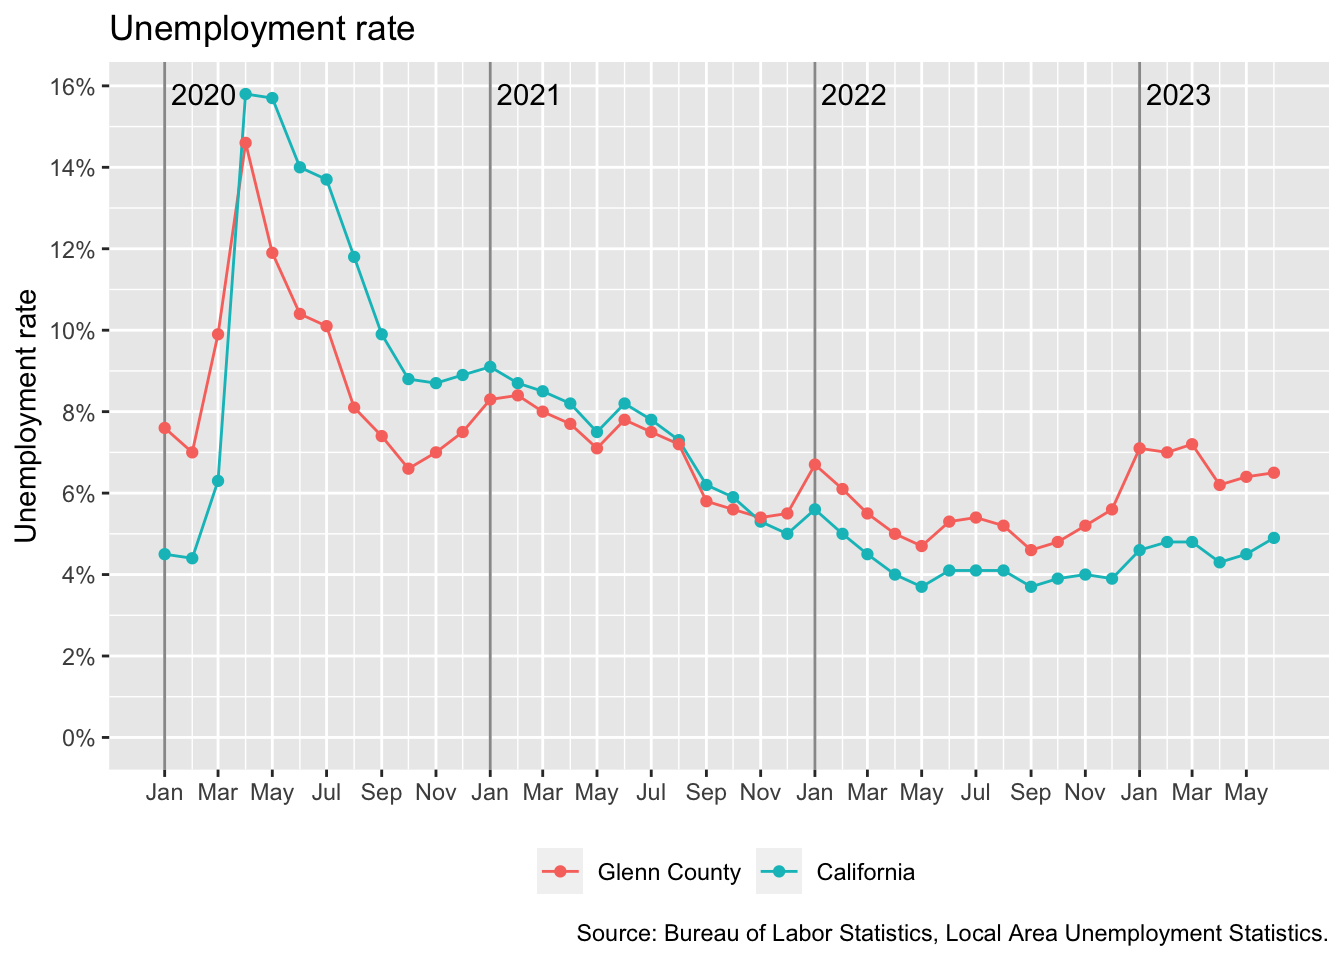 Unemployment rate
16%
14%
12%
10%
8%
6%
4%
2%
0%
Unemployment rate
2020 2021 2022 2023
Jan Mar May Jul Sep Nov Jan Mar May Jul Sep Nov Jan Mar May Jul Sep Nov Jan Mar May
Glenn County California
Source: Bureau of Labor Statistics, Local Area Unemployment Statistics.